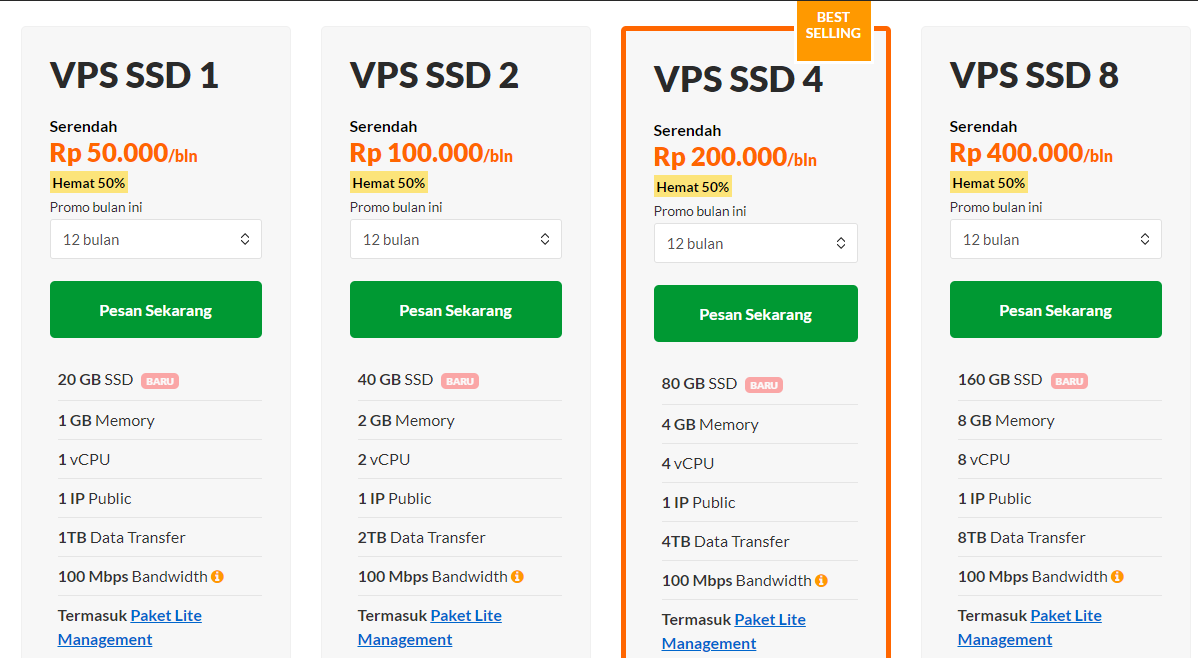 VPS SSD 1
Serendah
Rp 50.000/bln
Hemat 50%
Promo bulan ini
12 bulan
Pesan Sekarang
20 GB SSD BARU
1 GB Memory
1 vCPU
1 IP Public
1TB Data Transfer
100 Mbps Bandwidth
Termasuk Paket Lite
Management
VPS SSD 2
Serendah
Rp 100.000/bln
Hemat 50%
Promo bulan ini
12 bulan
Pesan Sekarang
40 GB SSD BARU
2 GB Memory
2 vCPU
1 IP Public
2TB Data Transfer
100 Mbps Bandwidth
Termasuk Paket Lite
Management
BEST
SELLING
VPS SSD 4
Serendah
Rp 200.000/bln
Hemat 50%
Promo bulan ini
12 bulan
Pesan Sekarang
80 GB SSD BARU
4 GB Memory
4 vCPU
1 IP Public
4TB Data Transfer
100 Mbps Bandwidth
Termasuk Paket Lite
Management
VPS SSD 8
Serendah
Rp 400.000/bln
Hemat 50%
Promo bulan ini
12 bulan
Pesan Sekarang
160 GB SSD BARU
8 GB Memory
8 vCPU
1 IP Public
8TB Data Transfer
100 Mbps Bandwidth
Termasuk Paket Lite
Management